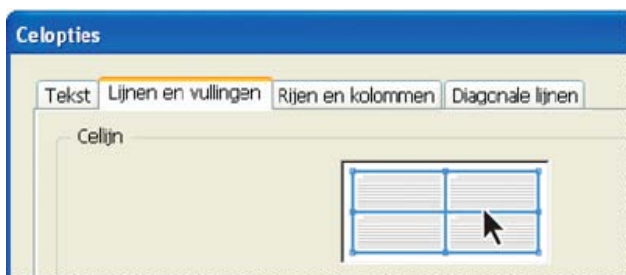 Celopties
Tekst Lijnen en vullingen Rijen en kolommen Diagonale lijnen
Cellijn